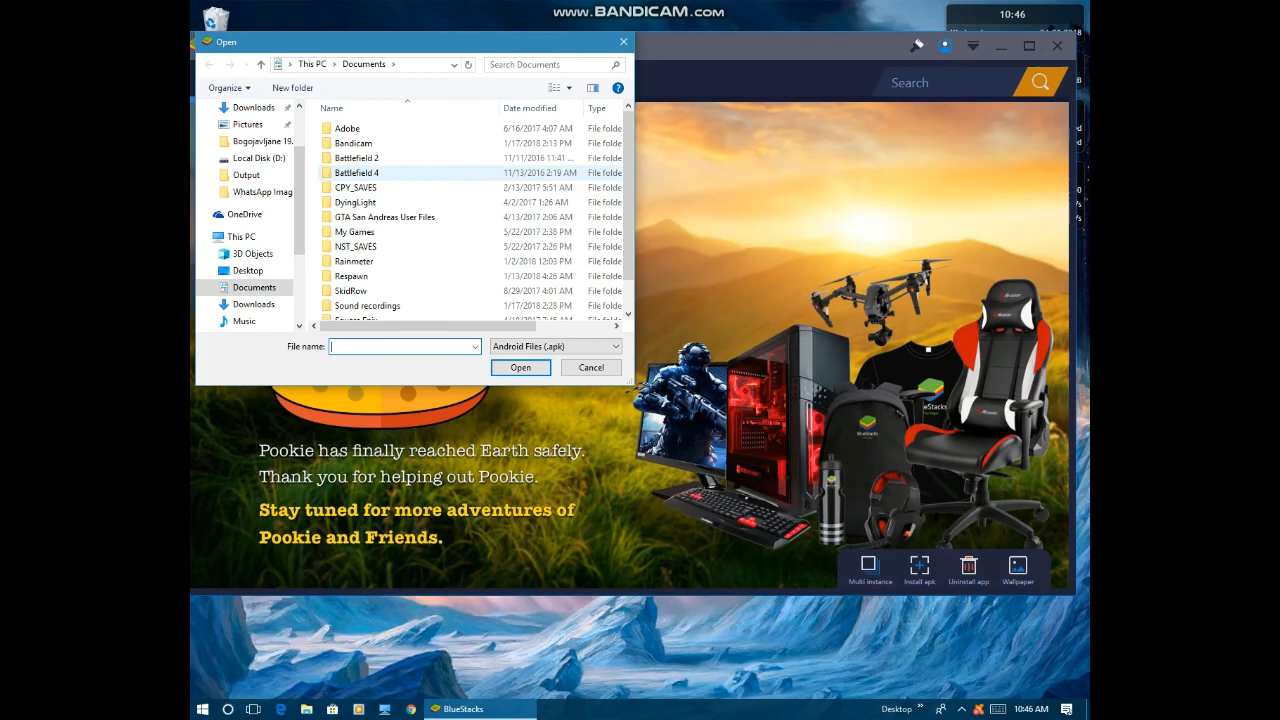 www.BANDICAM.com
10:46
Open
This PC
Documents
Search Documents
Organize
New folder
Name
Date modified
Type
Downloads
Pictures
Bogojavljane 19.
Local Disk (D:)
Output
WhatsApp Imag
OneDrive
This PC
3D Objects
Desktop
Documents
Downloads
Music
Adobe 6/16/2017 4:07 AM File folde
Bandicam 1/17/2018 2:13 PM File folde
Battlefield 2 11/11/2016 11:41 ... File folde
Battlefield 4 11/13/2016 2:19 AM File folde
CPY_SAVES 2/13/2017 5:51 AM File folde
DyingLight 4/2/2017 1:26 AM File folde
GTA San Andreas User Files 4/13/2017 2:06 AM File folde
My Games 5/22/2017 2:38 PM File folde
NST_SAVES 5/22/2017 2:26 PM File folde
Rainmeter 1/2/2018 12:03 PM File folde
Respawn 1/13/2018 4:26 AM File folde
SkidRow 8/29/2017 4:01 AM File folde
Sound recordings 1/17/2018 2:28 PM File folde
File name:
Android Files (.apk)
Open
Cancel
Search
Pookie has finally reached Earth safely.
Thank you for helping out Pookie.
Stay tuned for more adventures of
Pookie and Friends.
BlueStacks
eStacks
Multi instance
Install apk
Uninstall app
Wallpaper
BlueStacks
Desktop
10:46 AM